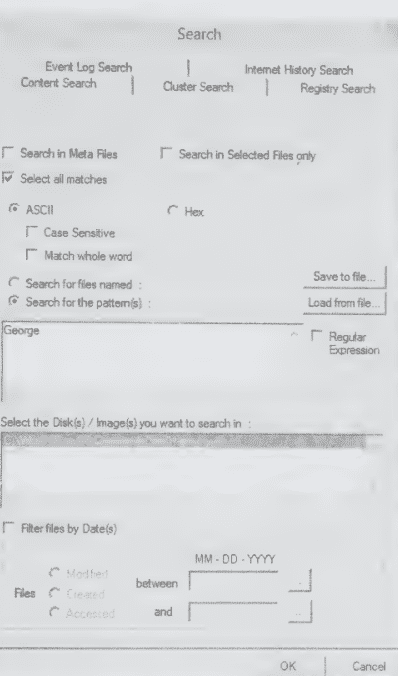 Search
Event Log Search | Internet History Search
Content Search | Cluster Search | Registry Search
Search in Meta Files Search in Selected Files only
Select all matches
ASCII Hex
Case Sensitive
Match whole word
Search for files named :
Save to file...
Search for the pattern(s) :
Load from file...
George
Regular
Expression
Select the Disk(s) / Image(s) you want to search in :
Filter files by Date(s)
MM - DD - YYYY
Modified
between
Files Created
Accessed
and
OK Cancel